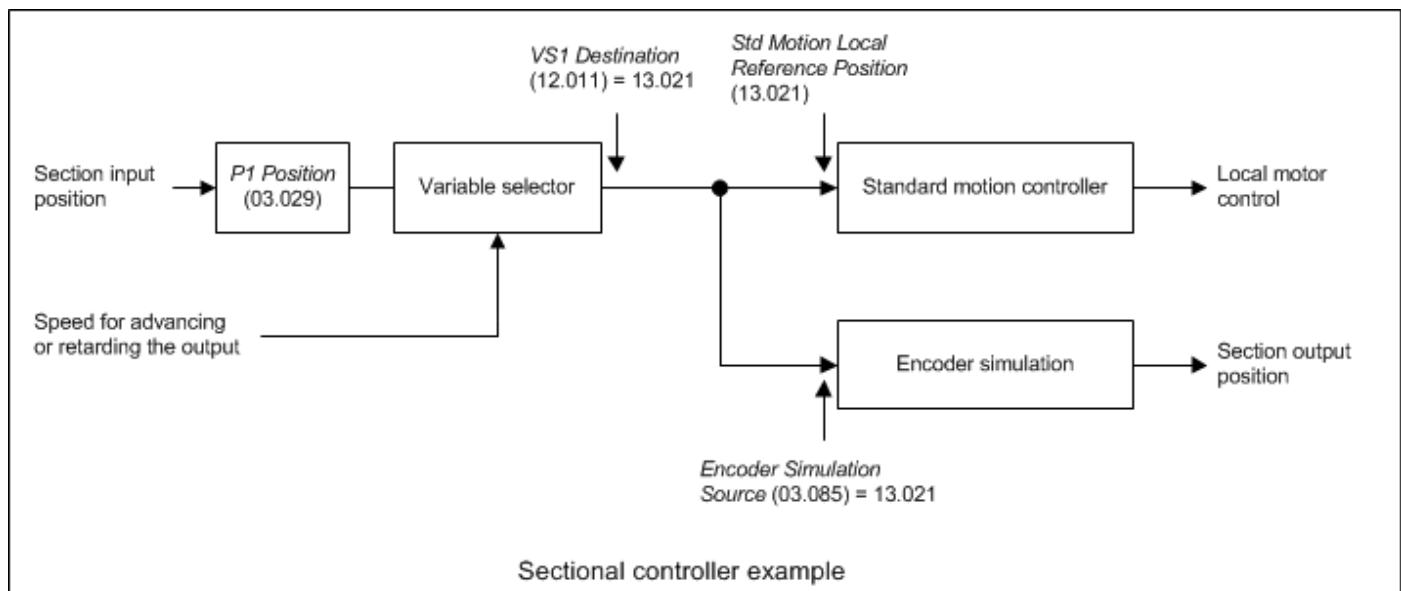 VS1 Destination
(12.011) = 13.021
Std Motion Local
Reference Position
(13.021)
Section input
position
P1 Position
(03.029)
Variable selector
Standard motion controller
Local motor
control
Speed for advancing
or retarding the output
Encoder simulation
Section output
position
Encoder Simulation
Source (03.085) = 13.021
Sectional controller example